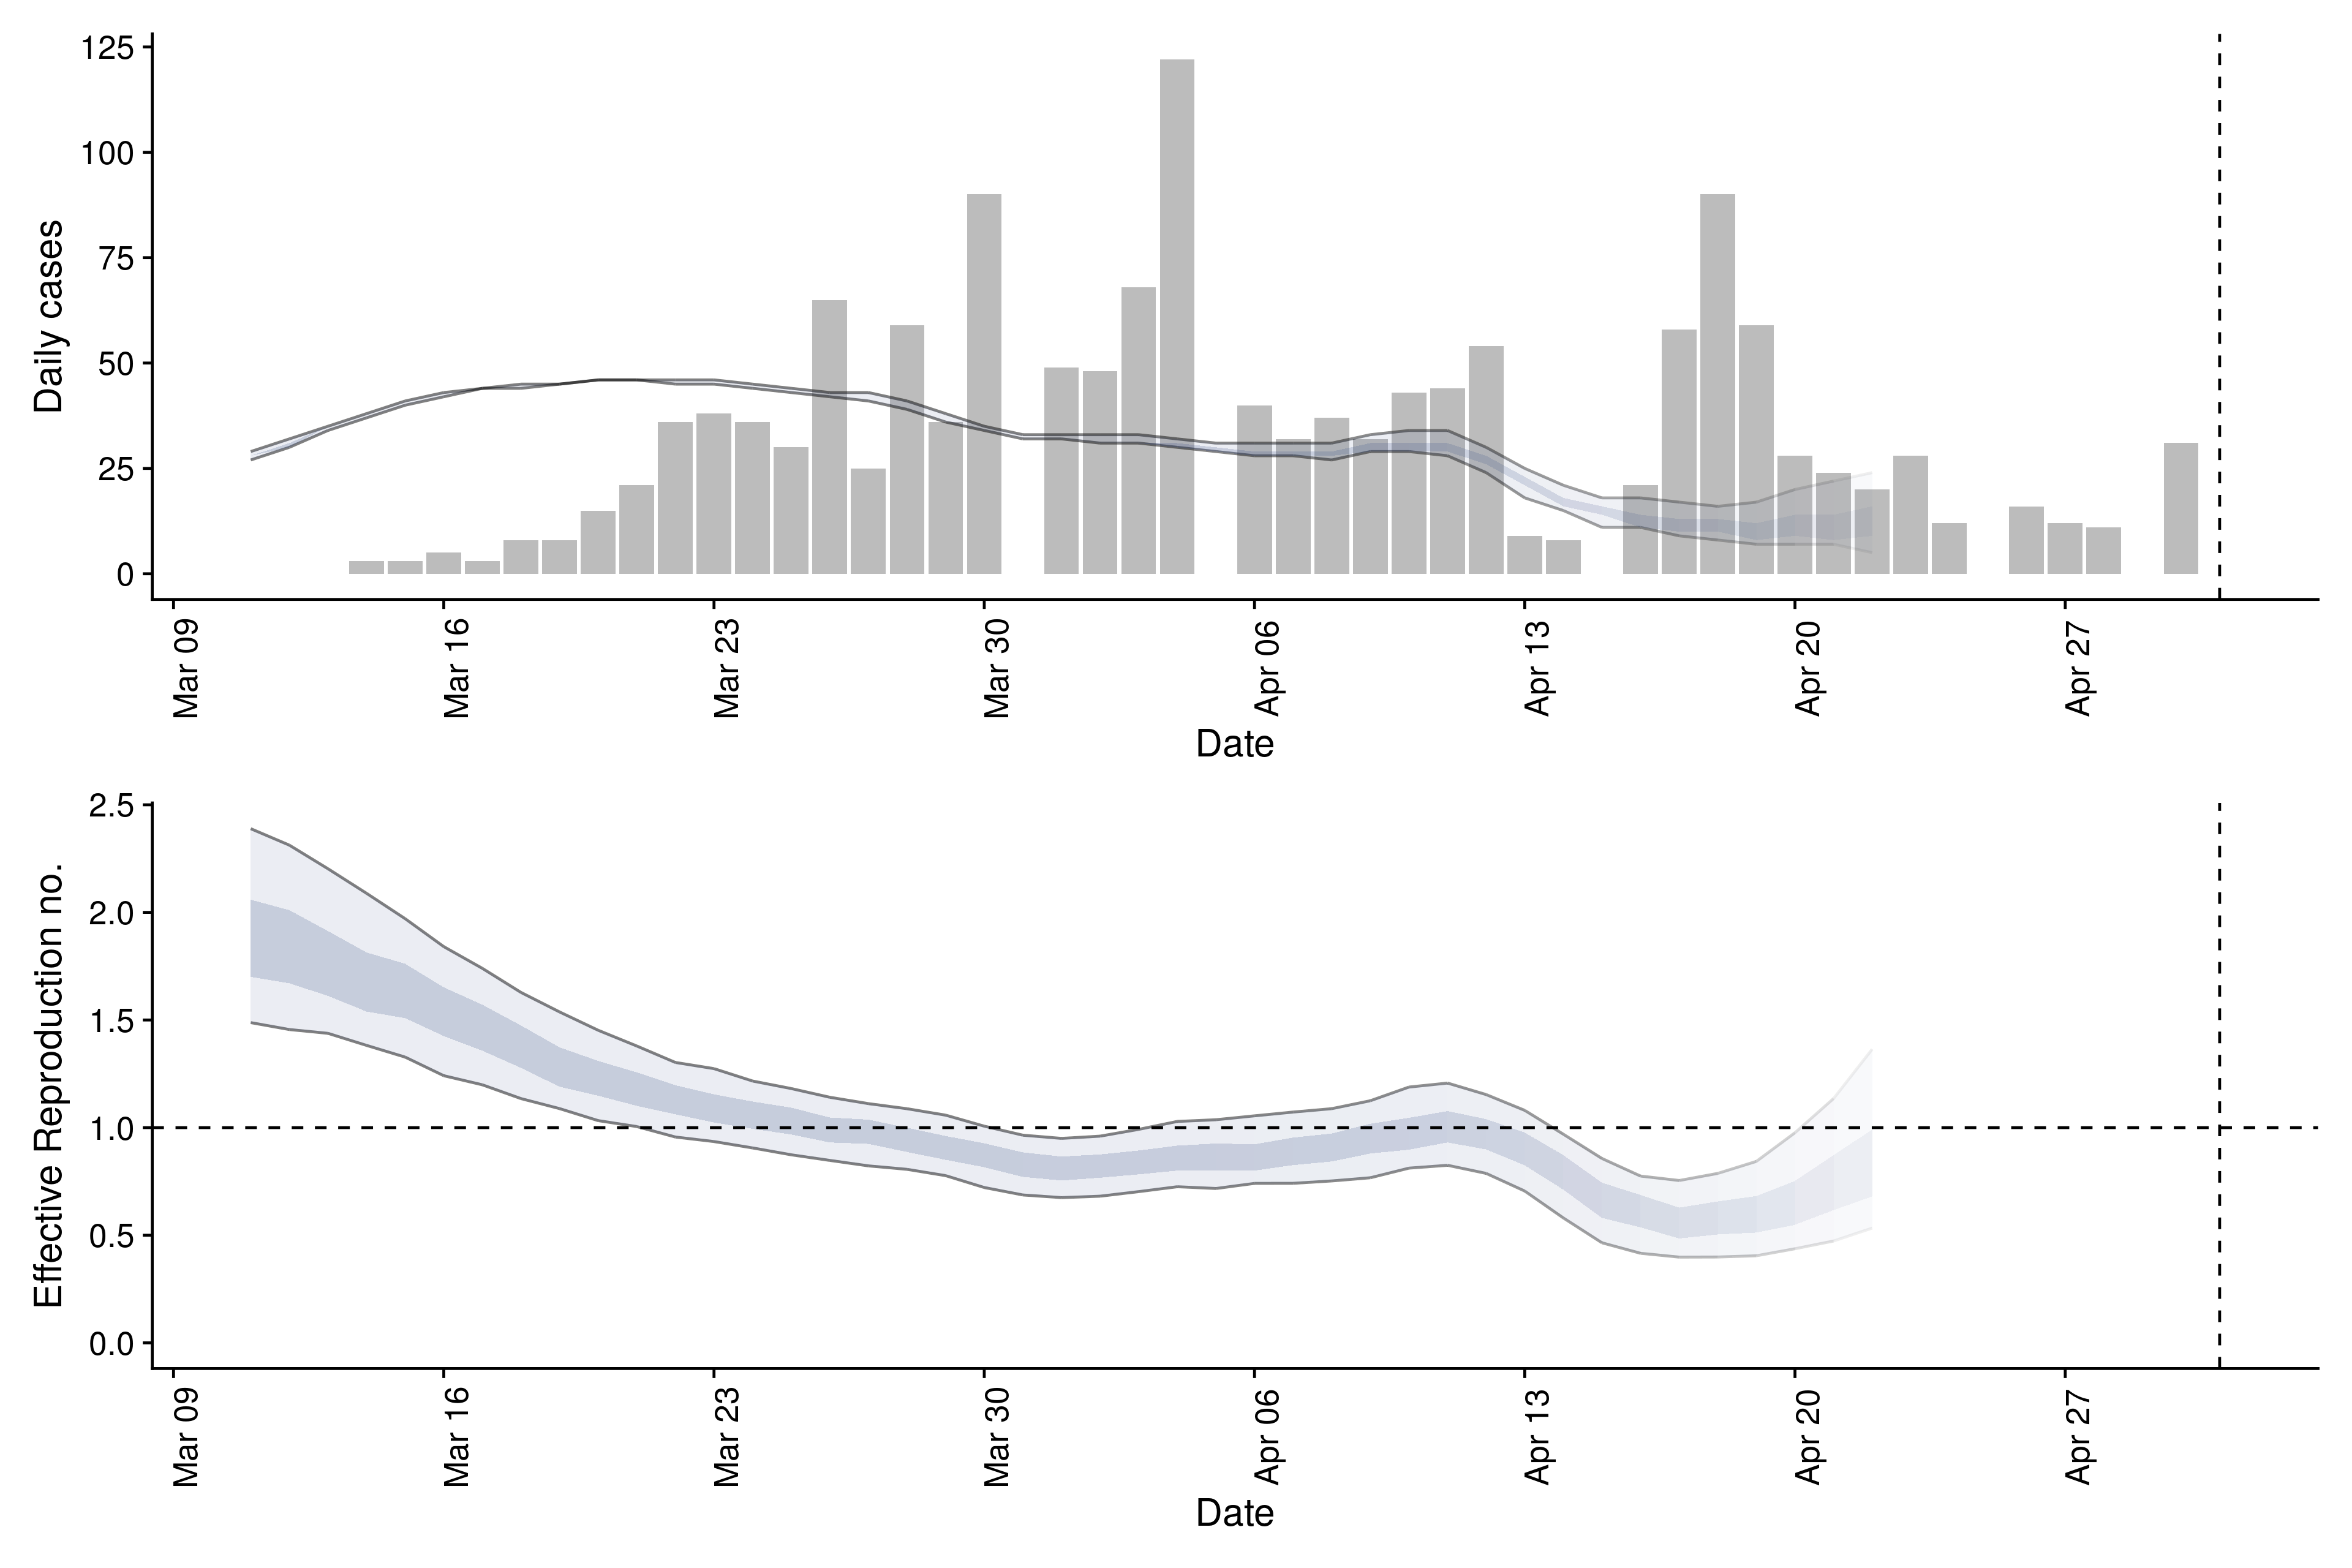 125
100
75
50
25
0
Daily cases
Mar 09
Mar 16
Mar 23
Mar 30
Apr 06
Apr 13
Apr 20
Apr 27
Date
2.5
2.0
1.5
1.0
0.5
0.0
Effective Reproduction no.
Mar 09
Mar 16
Mar 23
Mar 30
Apr 06
Apr 13
Apr 20
Apr 27
Date